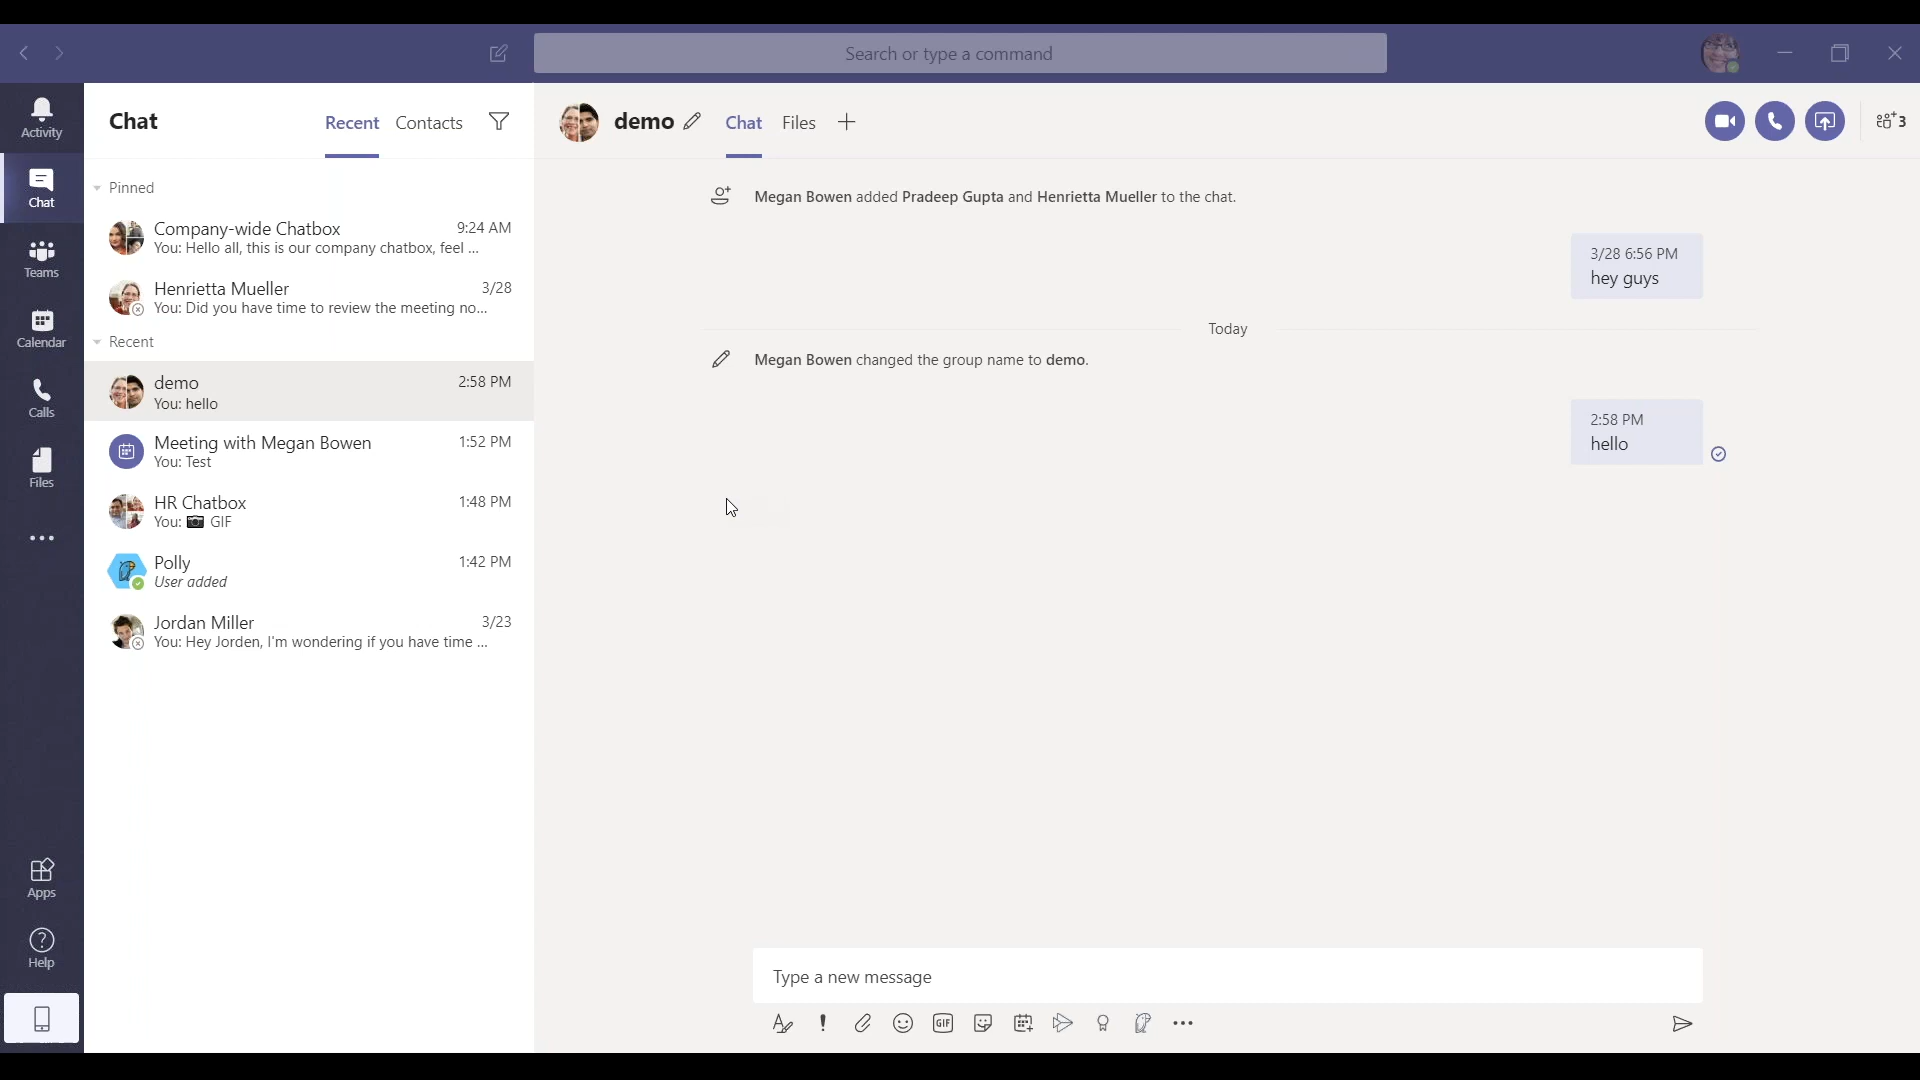 Search or type a command
Activity
Chat
Teams
Calendar
Calls
Files
Apps
Help
Chat
Recent
Contacts
Pinned
Company-wide Chatbox 9:24 AM
You: Hello all, this is our company chatbox, feel ...
Henrietta Mueller 3/28
You: Did you have time to review the meeting no...
Recent
demo 2:58 PM
You: hello
Meeting with Megan Bowen 1:52 PM
You: Test
HR Chatbox 1:48 PM
You: GIF
Polly 1:42 PM
User added
Jordan Miller 3/23
You: Hey Jorden, I'm wondering if you have time ...
demo Chat Files 3
Megan Bowen added Pradeep Gupta and Henrietta Mueller to the chat.
3/28 6:56 PM
hey guys
Today
Megan Bowen changed the group name to demo.
2:58 PM
hello
Type a new message
GIF